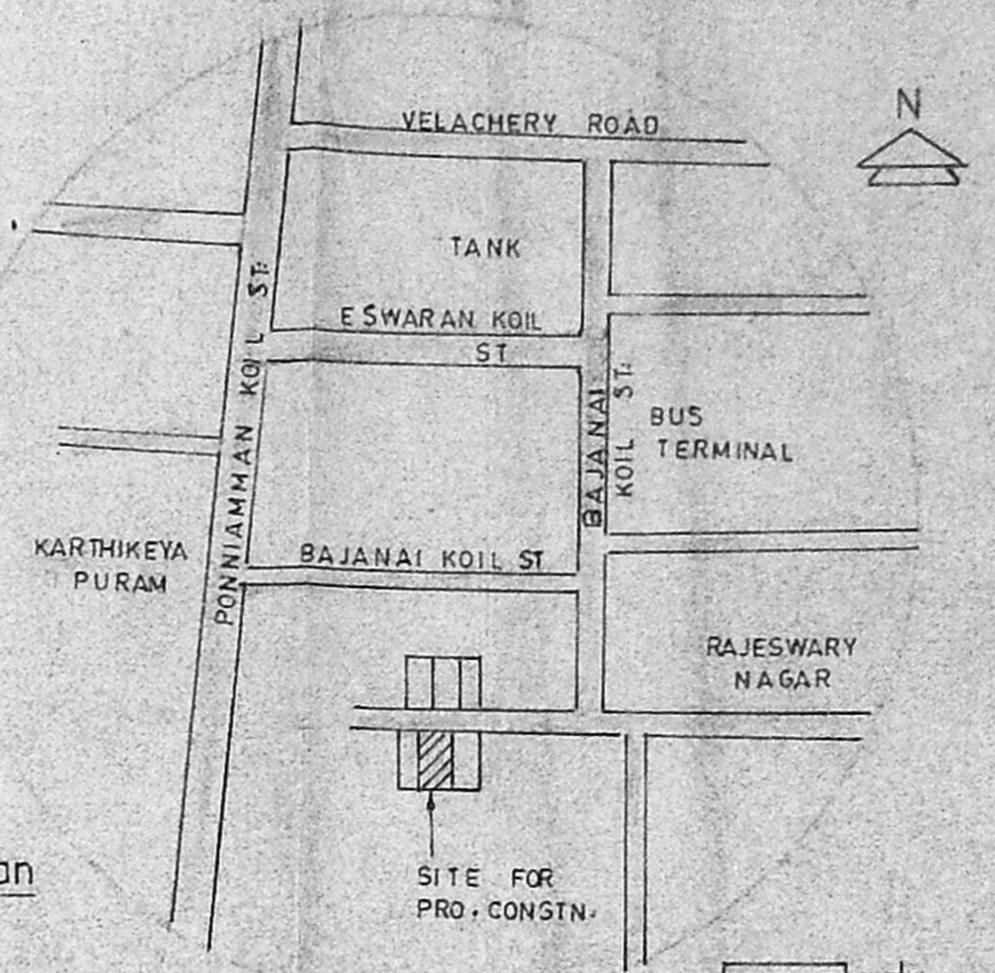 N
VELACHERY ROAD
TANK
ESWARAN KOIL
ST
PONNIAMMAN KOIL ST.
BAJANAI
KOIL ST.
BUS
TERMINAL
KARTHIKEYA
PURAM
BAJANAI KOIL ST
RAJESWARY
NAGAR
SITE FOR
PRO. CONSTN.
an